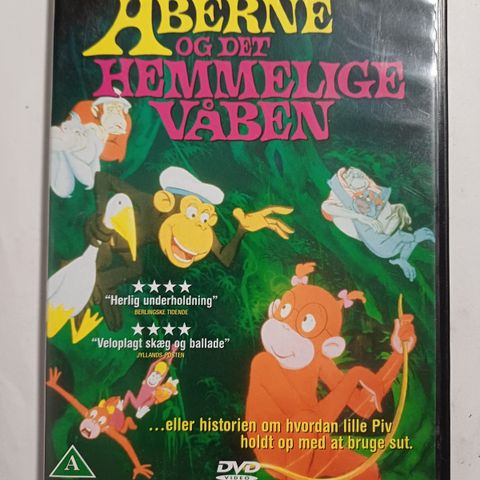 ABERNE
OG DET
HEMMELIGE
VÅBEN
★★★★
"Herlig underholdning"
BERLINGSKE TIDENDE
★★★★
"Veloplagt skæg og ballade"
JYLLANDS-POSTEN
...eller historien om hvordan lille Piv
holdt op med at bruge sut.
A
DVD
VIDEO